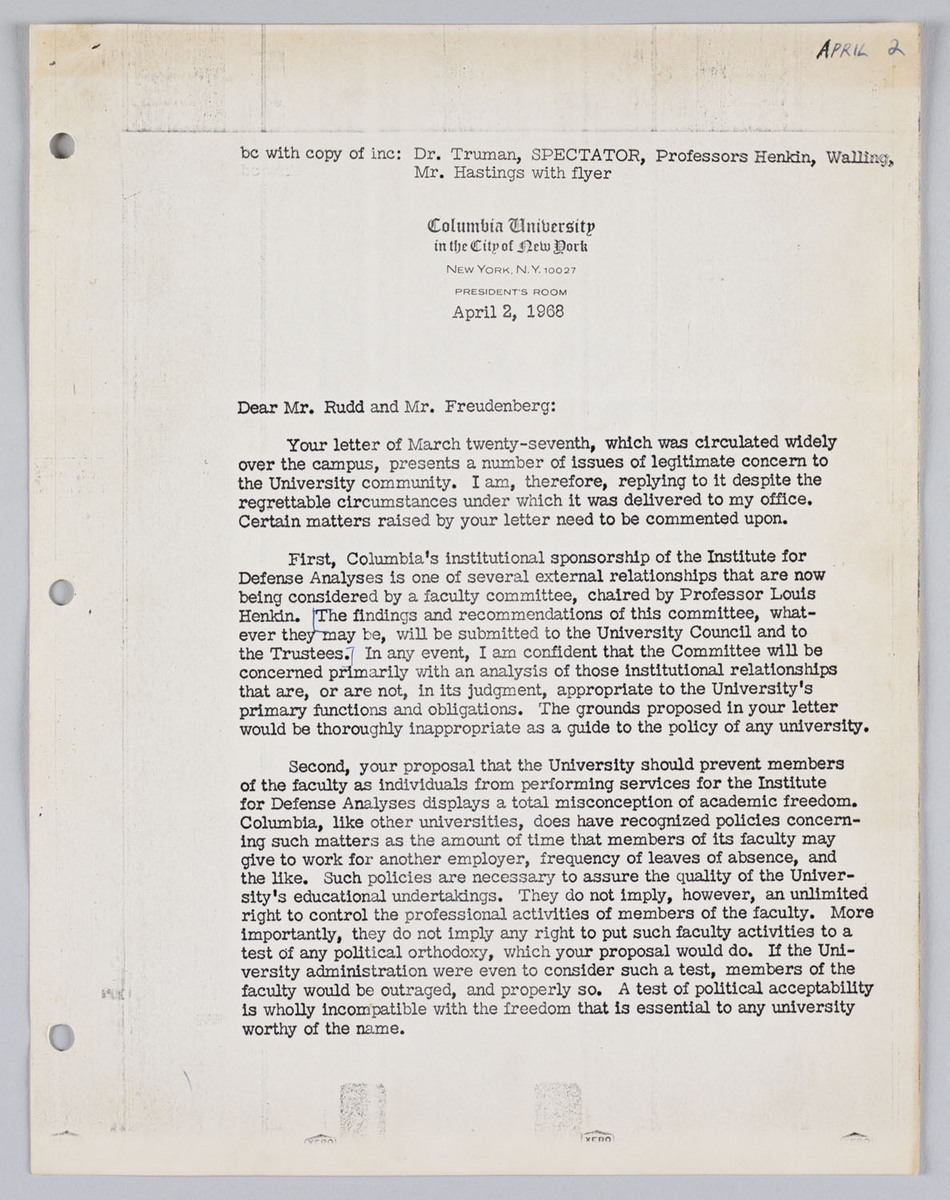 APRIL 2
bc with copy of inc: Dr. Truman, SPECTATOR, Professors Henkin, Walling,
Mr. Hastings with flyer
Columbia University
in the City of New York
NEW YORK, N.Y. 10027
PRESIDENT'S ROOM
April 2, 1968
Dear Mr. Rudd and Mr. Freudenberg:
Your letter of March twenty-seventh, which was circulated widely
over the campus, presents a number of issues of legitimate concern to
the University community. I am, therefore, replying to it despite the
regrettable circumstances under which it was delivered to my office.
Certain matters raised by your letter need to be commented upon.
First, Columbia's institutional sponsorship of the Institute for
Defense Analyses is one of several external relationships that are now
being considered by a faculty committee, chaired by Professor Louis
Henkin. The findings and recommendations of this committee, what-
ever they may be, will be submitted to the University Council and to
the Trustees. In any event, I am confident that the Committee will be
concerned primarily with an analysis of those institutional relationships
that are, or are not, in its judgment, appropriate to the University's
primary functions and obligations. The grounds proposed in your letter
would be thoroughly inappropriate as a guide to the policy of any university.
Second, your proposal that the University should prevent members
of the faculty as individuals from performing services for the Institute
for Defense Analyses displays a total misconception of academic freedom.
Columbia, like other universities, does have recognized policies concern-
ing such matters as the amount of time that members of its faculty may
give to work for another employer, frequency of leaves of absence, and
the like. Such policies are necessary to assure the quality of the Univer-
sity's educational undertakings. They do not imply, however, an unlimited
right to control the professional activities of members of the faculty. More
importantly, they do not imply any right to put such faculty activities to a
test of any political orthodoxy, which your proposal would do. If the Uni-
versity administration were even to consider such a test, members of the
faculty would be outraged, and properly so. A test of political acceptability
is wholly incompatible with the freedom that is essential to any university
worthy of the name.
XERO XERO